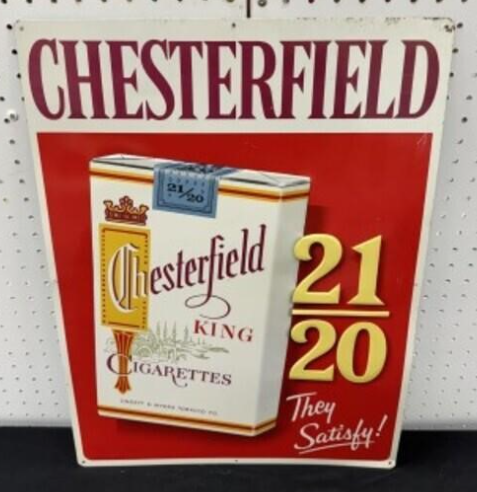 CHESTERFIELD
21/20
Chesterfield
KING
CIGARETTES
LIGGETT & MYERS TOBACCO CO.
21
20
They
Satisfy!